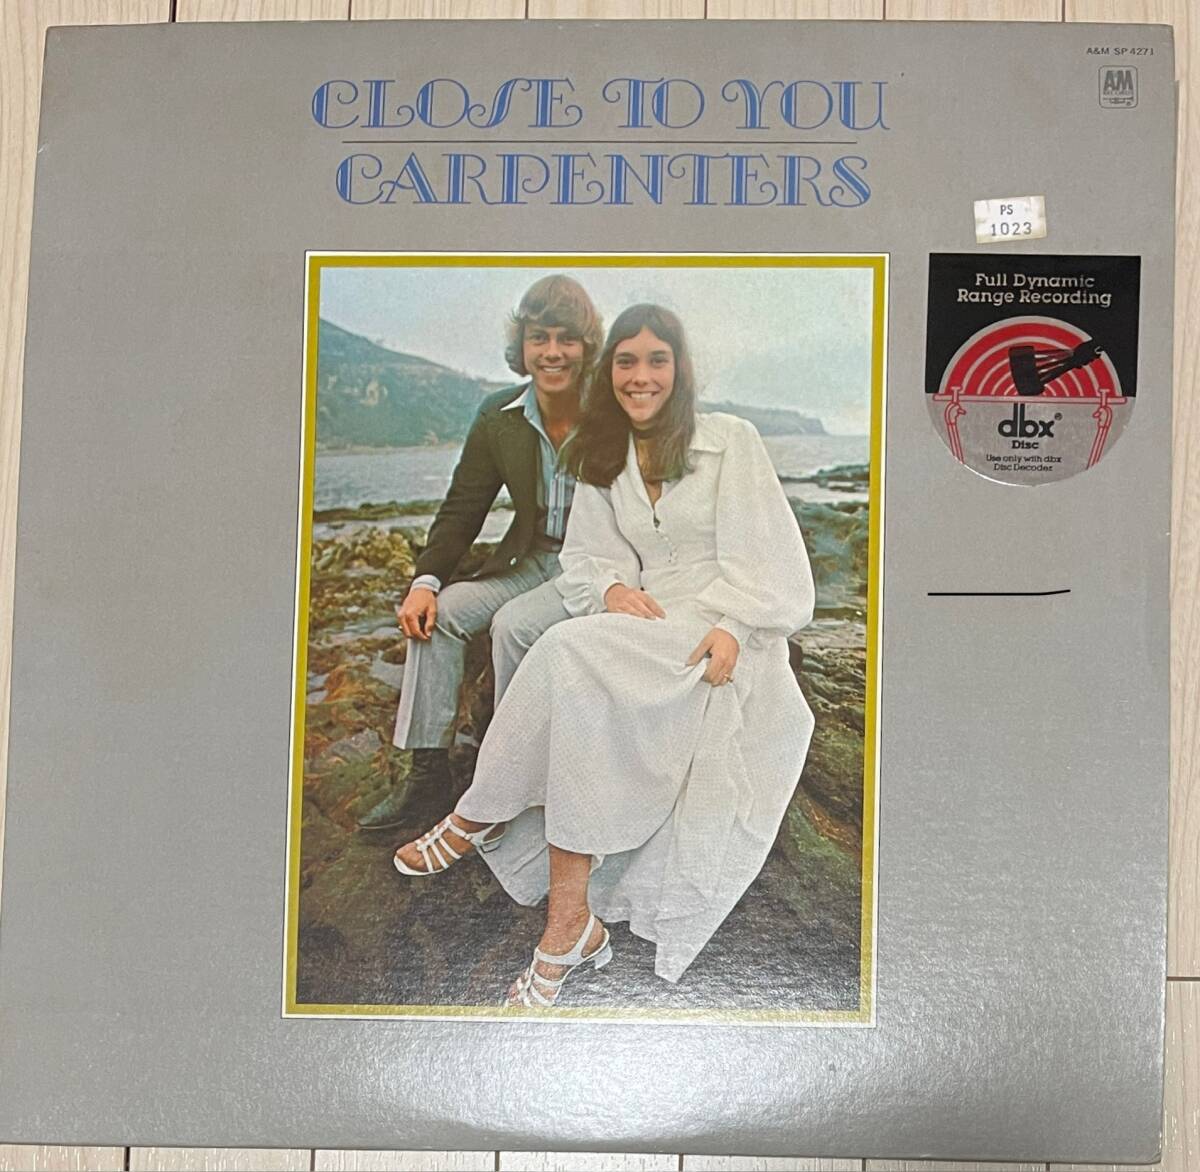 A&M SP 4271
A&M
RECORDS
CLOSE TO YOU
CARPENTERS
PS
1023
Full Dynamic
Range Recording
dbx®
Disc
Use only with dbx
Disc Decoder